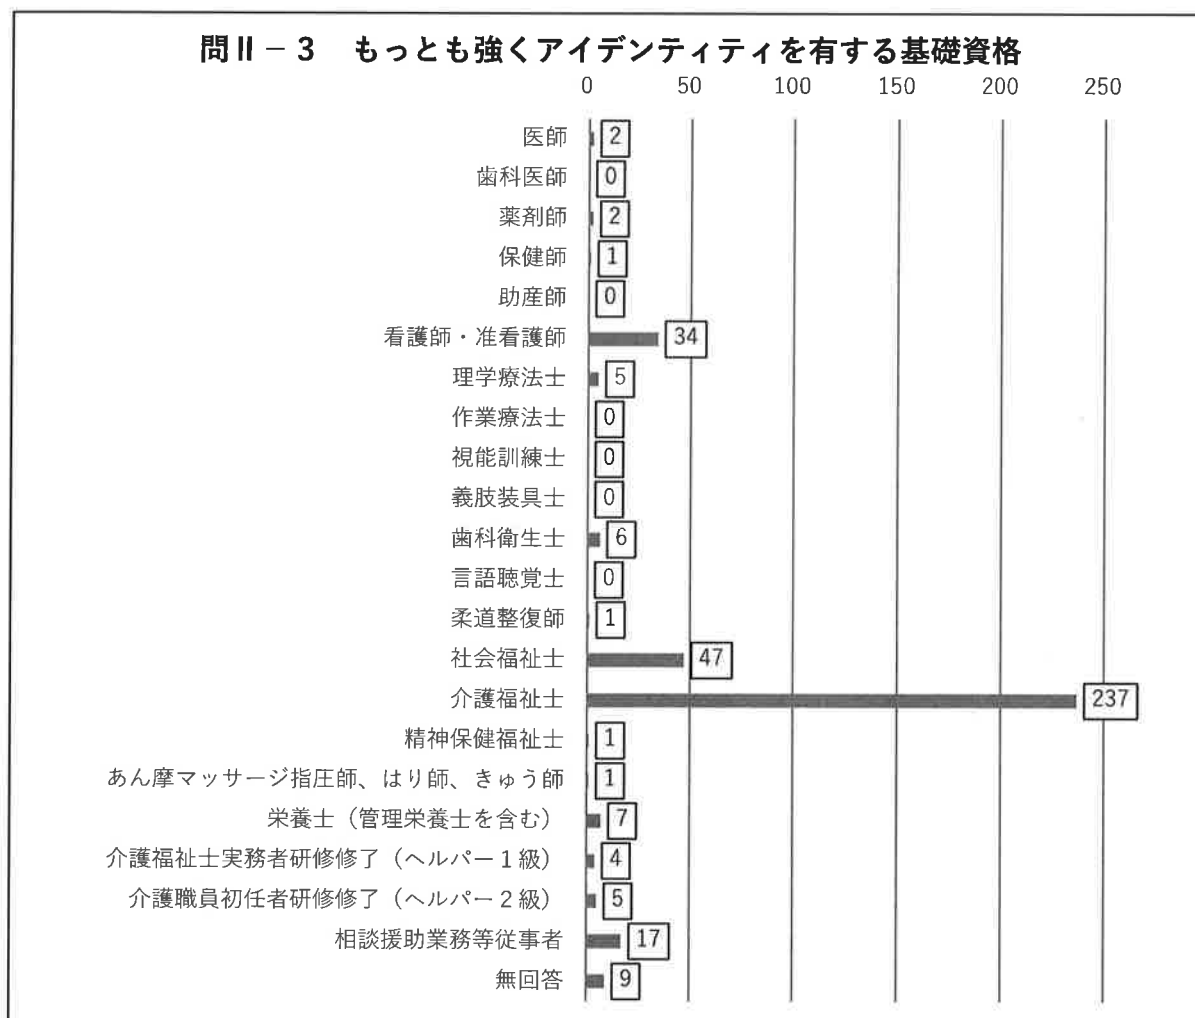 問Ⅱ－３　もっとも強くアイデンティティを有する基礎資格
0 50 100 150 200 250
医師 2
歯科医師 0
薬剤師 2
保健師 1
助産師 0
看護師・准看護師 34
理学療法士 5
作業療法士 0
視能訓練士 0
義肢装具士 0
歯科衛生士 6
言語聴覚士 0
柔道整復師 1
社会福祉士 47
介護福祉士 237
精神保健福祉士 1
あん摩マッサージ指圧師、はり師、きゅう師 1
栄養士（管理栄養士を含む） 7
介護福祉士実務者研修修了（ヘルパー１級） 4
介護職員初任者研修修了（ヘルパー２級） 5
相談援助業務等従事者 17
無回答 9